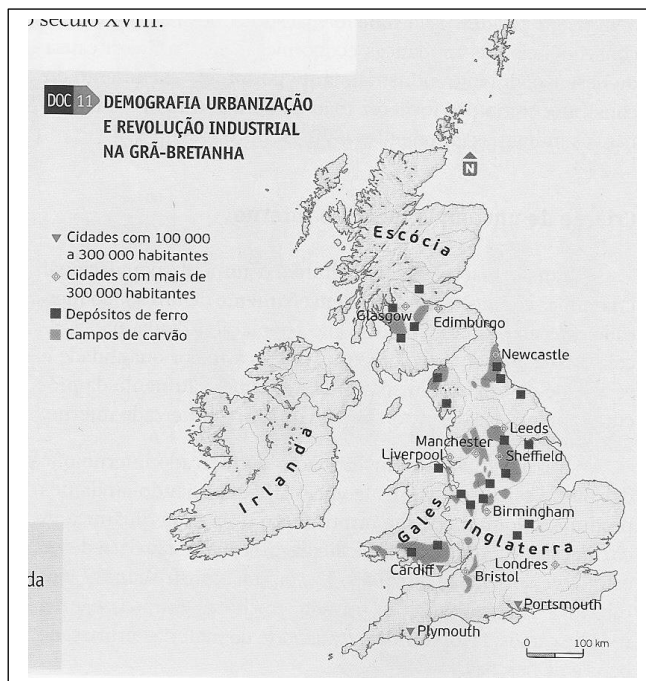 o século XVIII.
DOC 11 DEMOGRAFIA URBANIZAÇÃO
E REVOLUÇÃO INDUSTRIAL
NA GRÃ-BRETANHA
N
Cidades com 100 000
a 300 000 habitantes
Cidades com mais de
300 000 habitantes
Depósitos de ferro
Campos de carvão
Escócia
Glasgow
Edimburgo
Newcastle
Leeds
Manchester
Liverpool
Sheffield
Irlanda
Gales
Birmingham
Inglaterra
Londres
Cardiff
Bristol
da
Portsmouth
Plymouth
0 100 km